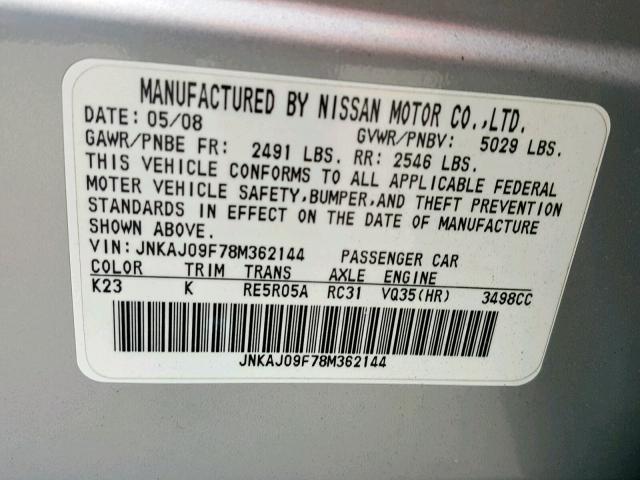 MANUFACTURED BY NISSAN MOTOR CO.,LTD.
DATE: 05/08 GVWR/PNBV: 5029 LBS.
GAWR/PNBE FR: 2491 LBS. RR: 2546 LBS.
THIS VEHICLE CONFORMS TO ALL APPLICABLE FEDERAL
MOTER VEHICLE SAFETY,BUMPER,AND THEFT PREVENTION
STANDARDS IN EFFECT ON THE DATE OF MANUFACTURE
SHOWN ABOVE.
VIN: JNKAJ09F78M362144 PASSENGER CAR
COLOR TRIM TRANS AXLE ENGINE
K23 K RE5R05A RC31 VQ35(HR) 3498CC
JNKAJ09F78M362144